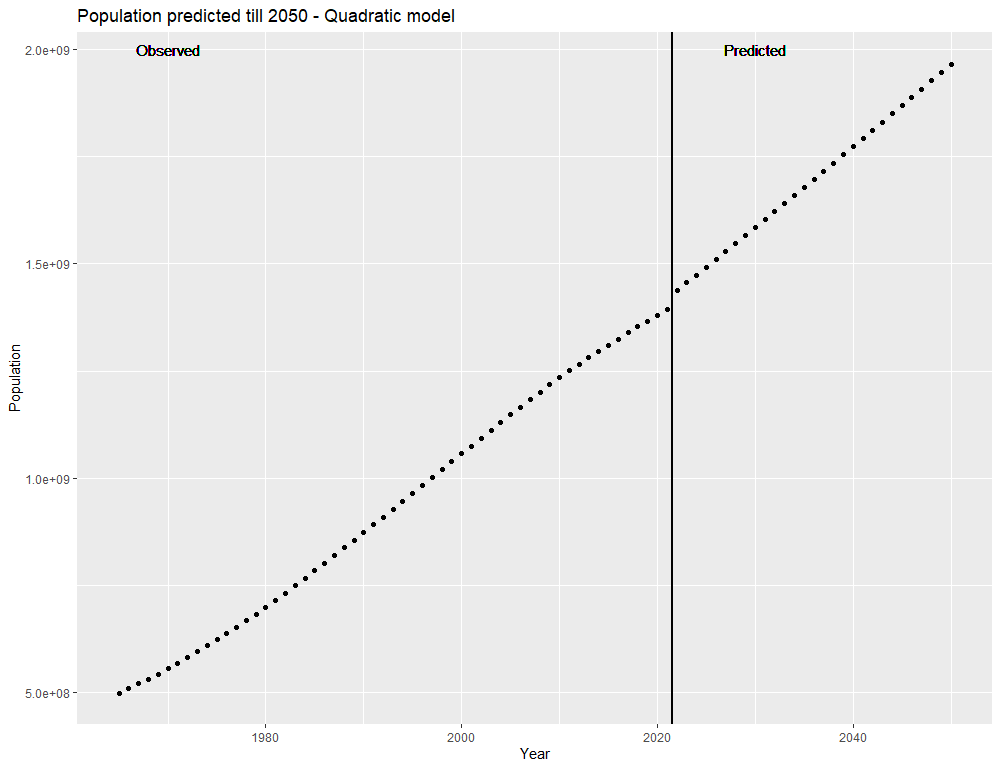 Population predicted till 2050 - Quadratic model
Observed
Predicted
2.0e+09
1.5e+09
1.0e+09
5.0e+08
Population
1980
2000
2020
2040
Year